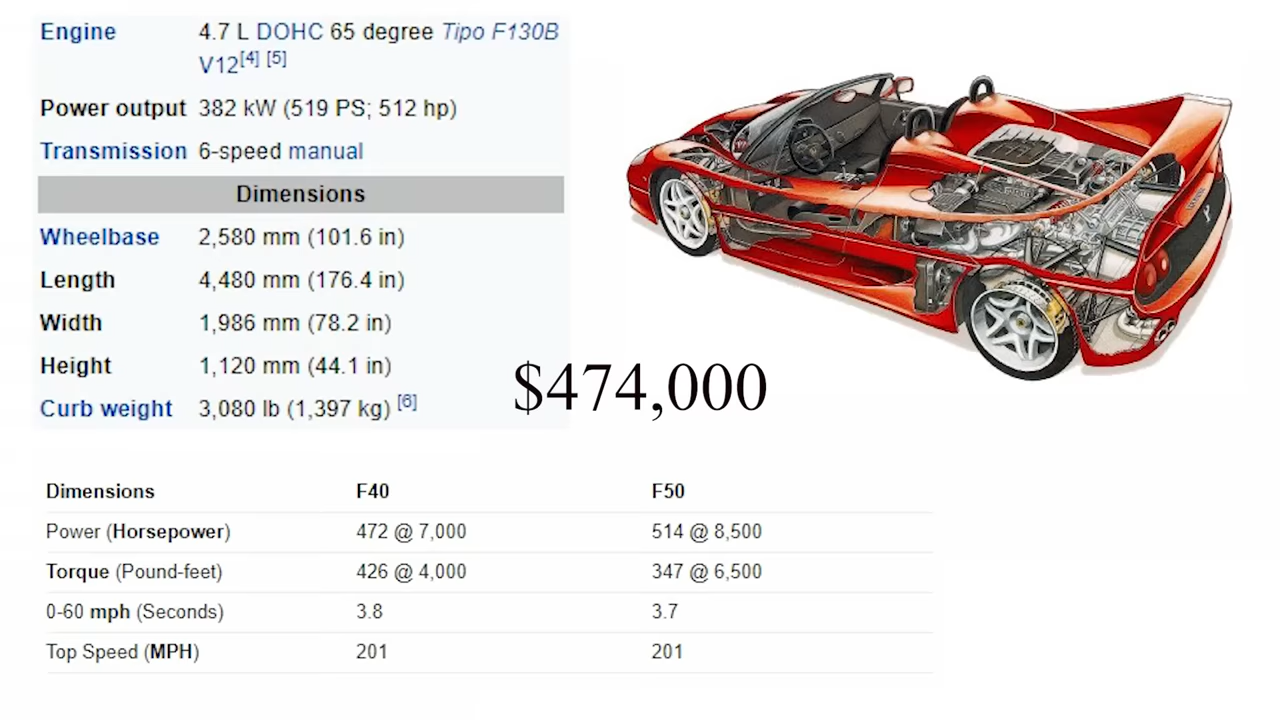 Engine 4.7 L DOHC 65 degree Tipo F130B
V12[4] [5]
Power output 382 kW (519 PS; 512 hp)
Transmission 6-speed manual
Dimensions
Wheelbase 2,580 mm (101.6 in)
Length 4,480 mm (176.4 in)
Width 1,986 mm (78.2 in)
Height 1,120 mm (44.1 in)
Curb weight 3,080 lb (1,397 kg) [6]
$474,000
Dimensions F40 F50
Power (Horsepower) 472 @ 7,000 514 @ 8,500
Torque (Pound-feet) 426 @ 4,000 347 @ 6,500
0-60 mph (Seconds) 3.8 3.7
Top Speed (MPH) 201 201